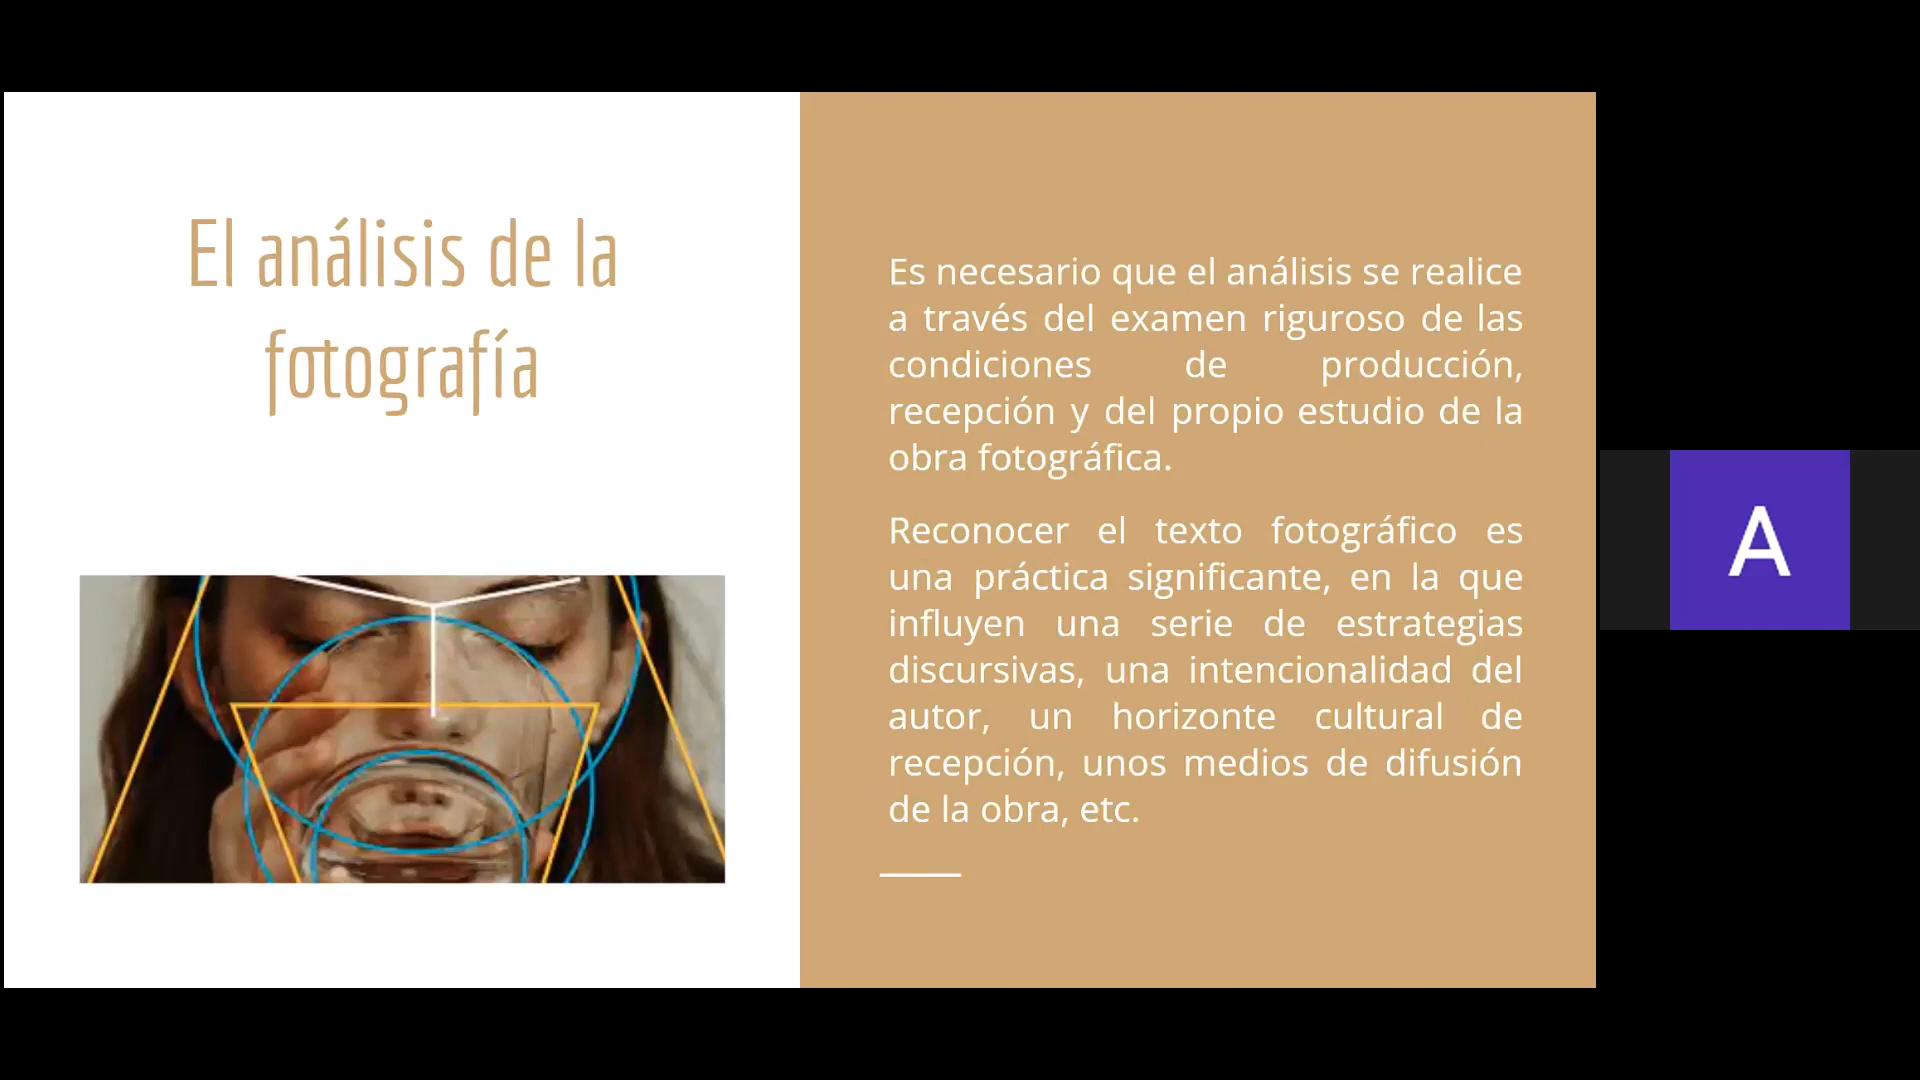 El análisis de la
fotografía
Es necesario que el análisis se realice
a través del examen riguroso de las
condiciones de producción,
recepción y del propio estudio de la
obra fotográfica.
Reconocer el texto fotográfico es
una práctica significante, en la que
influyen una serie de estrategias
discursivas, una intencionalidad del
autor, un horizonte cultural de
recepción, unos medios de difusión
de la obra, etc.
A